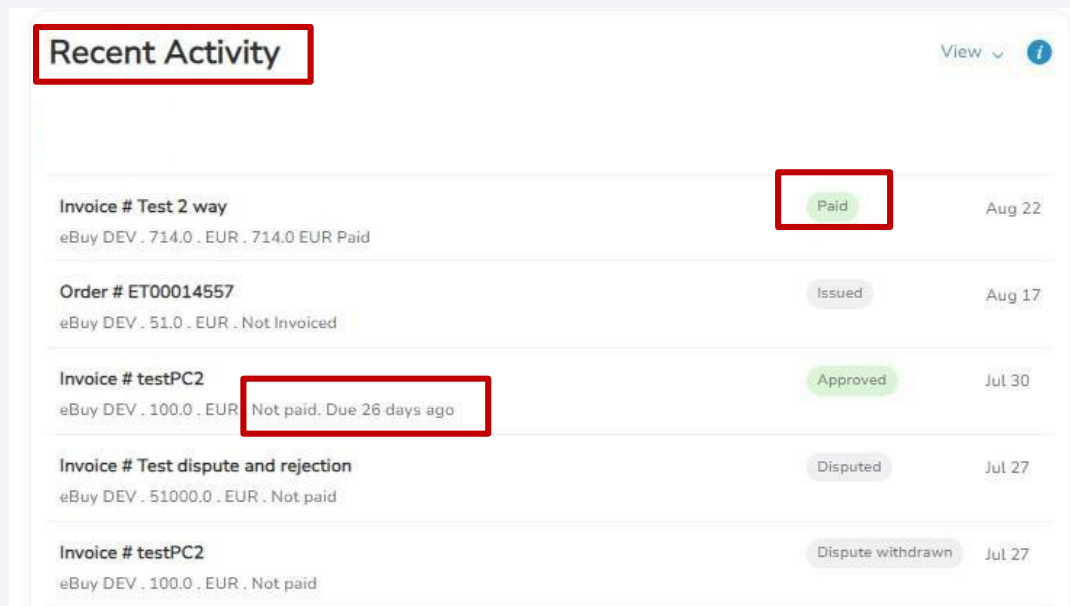 Recent Activity
View
i
Invoice # Test 2 way
Paid
Aug 22
eBuy DEV . 714.0 . EUR . 714.0 EUR Paid
Order # ET00014557
Issued
Aug 17
eBuy DEV . 51.0 . EUR . Not Invoiced
Invoice # testPC2
Approved
Jul 30
eBuy DEV . 100.0 . EUR . Not paid. Due 26 days ago
Invoice # Test dispute and rejection
Disputed
Jul 27
eBuy DEV . 51000.0 . EUR . Not paid
Invoice # testPC2
Dispute withdrawn
Jul 27
eBuy DEV . 100.0 . EUR . Not paid